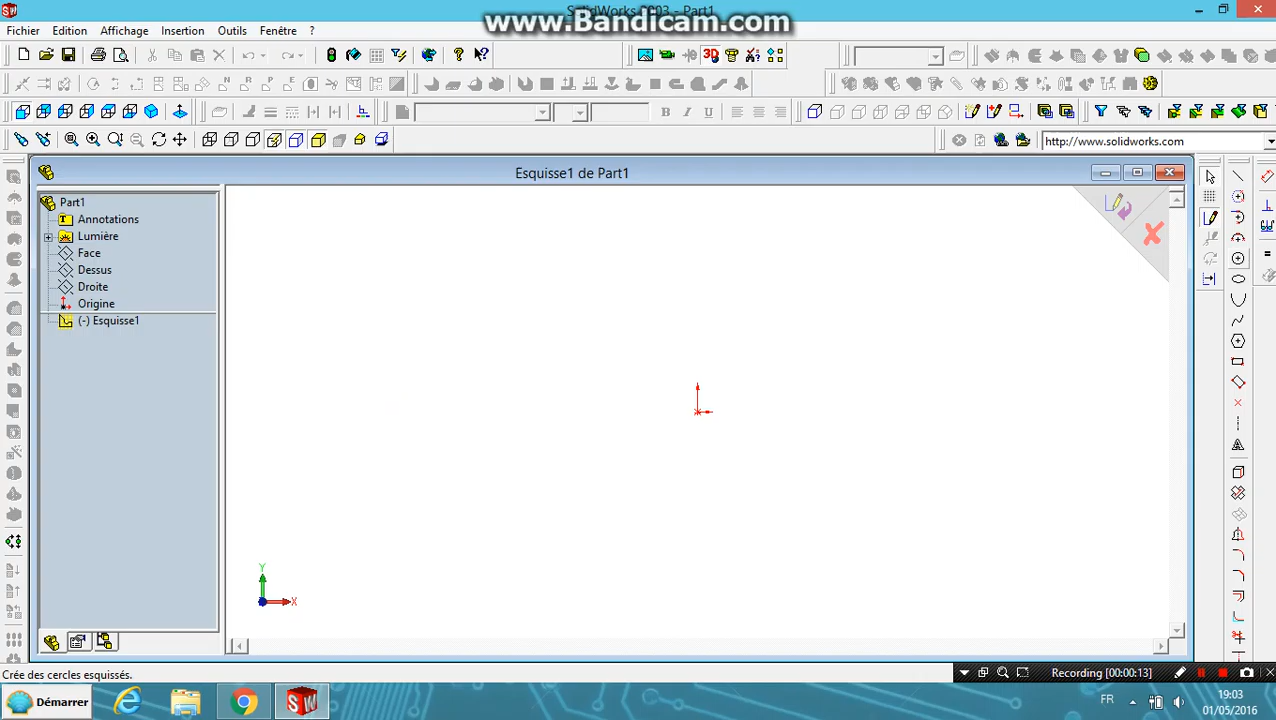 SolidWorks 2003 - Part1
www.Bandicam.com
Fichier Edition Affichage Insertion Outils Fenêtre ?
3D
B I U
http://www.solidworks.com
Esquisse1 de Part1
Part1
Annotations
Lumière
Face
Dessus
Droite
Origine
(-) Esquisse1
Y
X
Crée des cercles esquissés.
Recording [00:00:13]
Démarrer
FR
19:03
01/05/2016